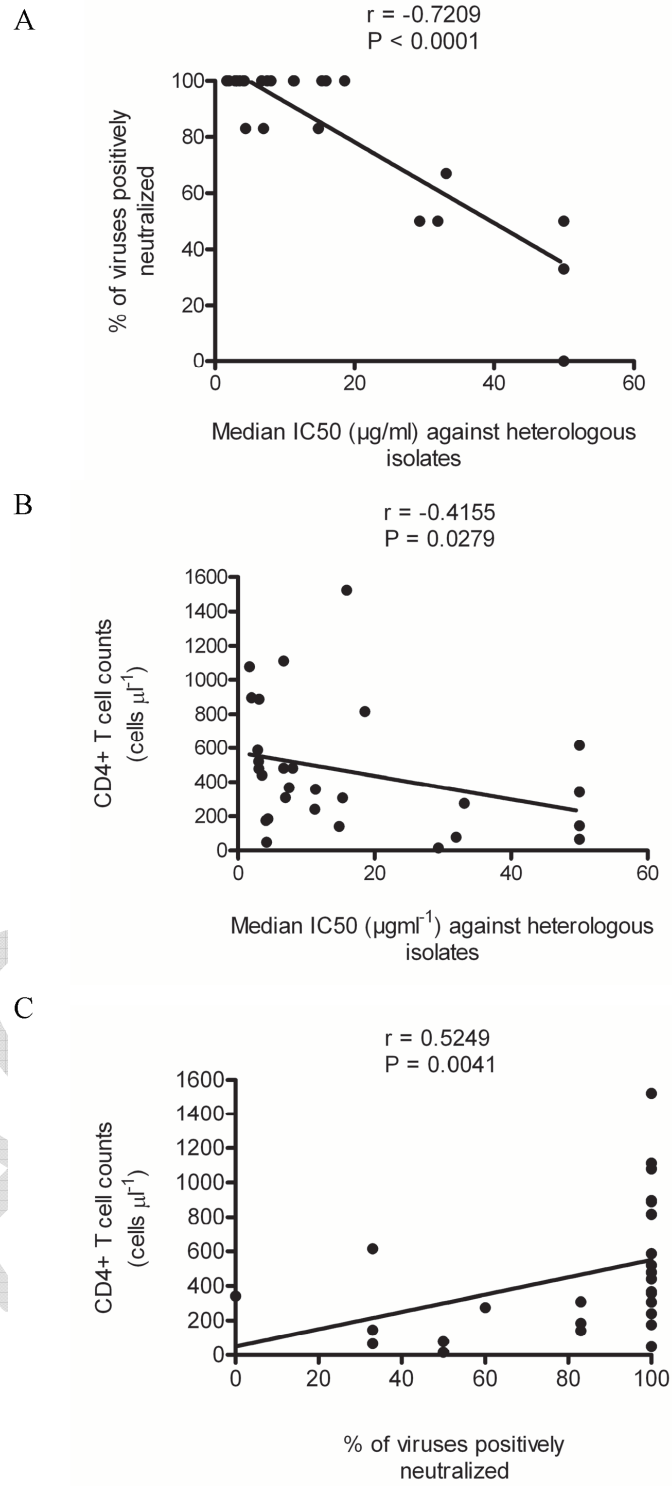 A
r = -0.7209
P < 0.0001
100
80
60
40
20
0
% of viruses positively
neutralized
0 20 40 60
Median IC50 (µg/ml) against heterologous
isolates
B
r = -0.4155
P = 0.0279
1600
1400
1200
1000
800
600
400
200
0
CD4+ T cell counts
(cells µl-1)
0 20 40 60
Median IC50 (µgml-1) against heterologous
isolates
C
r = 0.5249
P = 0.0041
1600
1400
1200
1000
800
600
400
200
0
CD4+ T cell counts
(cells µl-1)
0 20 40 60 80 100
% of viruses positively
neutralized